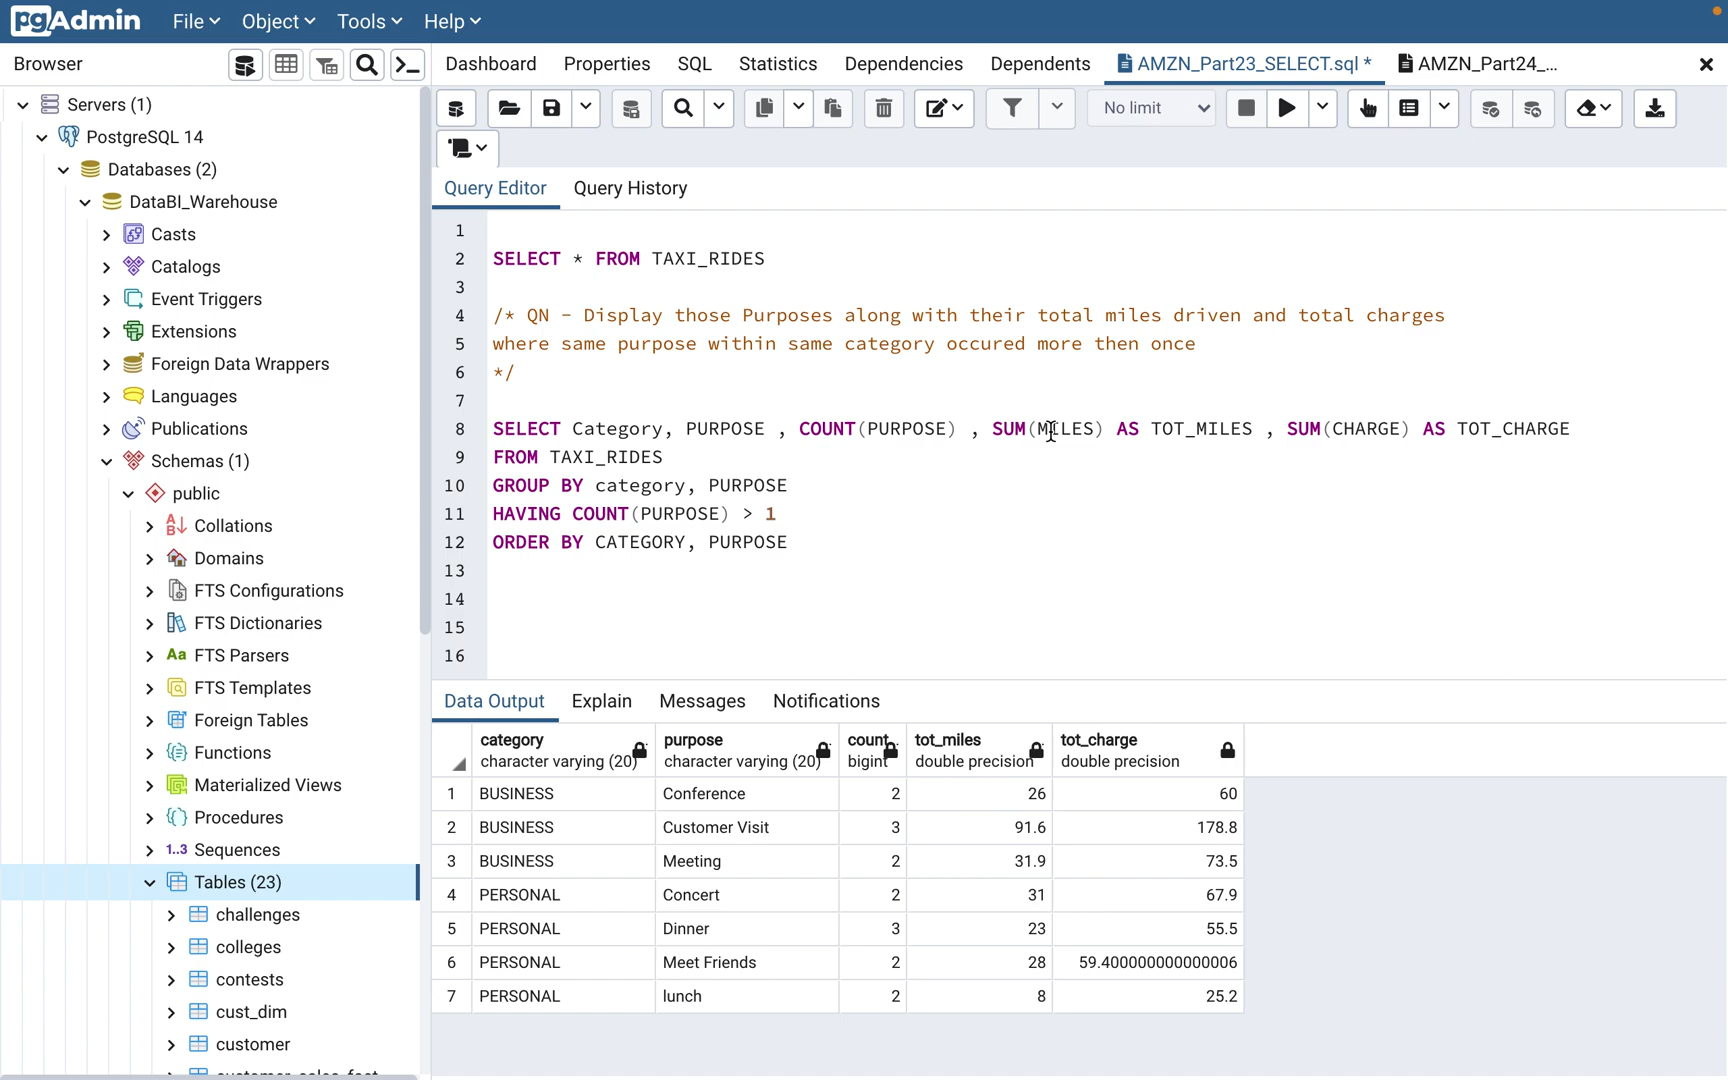 pgAdmin File Object Tools Help
Browser
Dashboard Properties SQL Statistics Dependencies Dependents AMZN_Part23_SELECT.sql * AMZN_Part24_...
Servers (1)
PostgreSQL 14
Databases (2)
DataBI_Warehouse
Casts
Catalogs
Event Triggers
Extensions
Foreign Data Wrappers
Languages
Publications
Schemas (1)
public
Collations
Domains
FTS Configurations
FTS Dictionaries
Aa FTS Parsers
FTS Templates
Foreign Tables
Functions
Materialized Views
Procedures
1..3 Sequences
Tables (23)
challenges
colleges
contests
cust_dim
customer
No limit
Query Editor Query History
1
2 SELECT * FROM TAXI_RIDES
3
4 /* QN - Display those Purposes along with their total miles driven and total charges
5 where same purpose within same category occured more then once
6 */
7
8 SELECT Category, PURPOSE , COUNT(PURPOSE) , SUM(MILES) AS TOT_MILES , SUM(CHARGE) AS TOT_CHARGE
9 FROM TAXI_RIDES
10 GROUP BY category, PURPOSE
11 HAVING COUNT(PURPOSE) > 1
12 ORDER BY CATEGORY, PURPOSE
13
14
15
16
Data Output Explain Messages Notifications
category purpose count tot_miles tot_charge
character varying (20) character varying (20) bigint double precision double precision
1 BUSINESS Conference 2 26 60
2 BUSINESS Customer Visit 3 91.6 178.8
3 BUSINESS Meeting 2 31.9 73.5
4 PERSONAL Concert 2 31 67.9
5 PERSONAL Dinner 3 23 55.5
6 PERSONAL Meet Friends 2 28 59.400000000000006
7 PERSONAL lunch 2 8 25.2